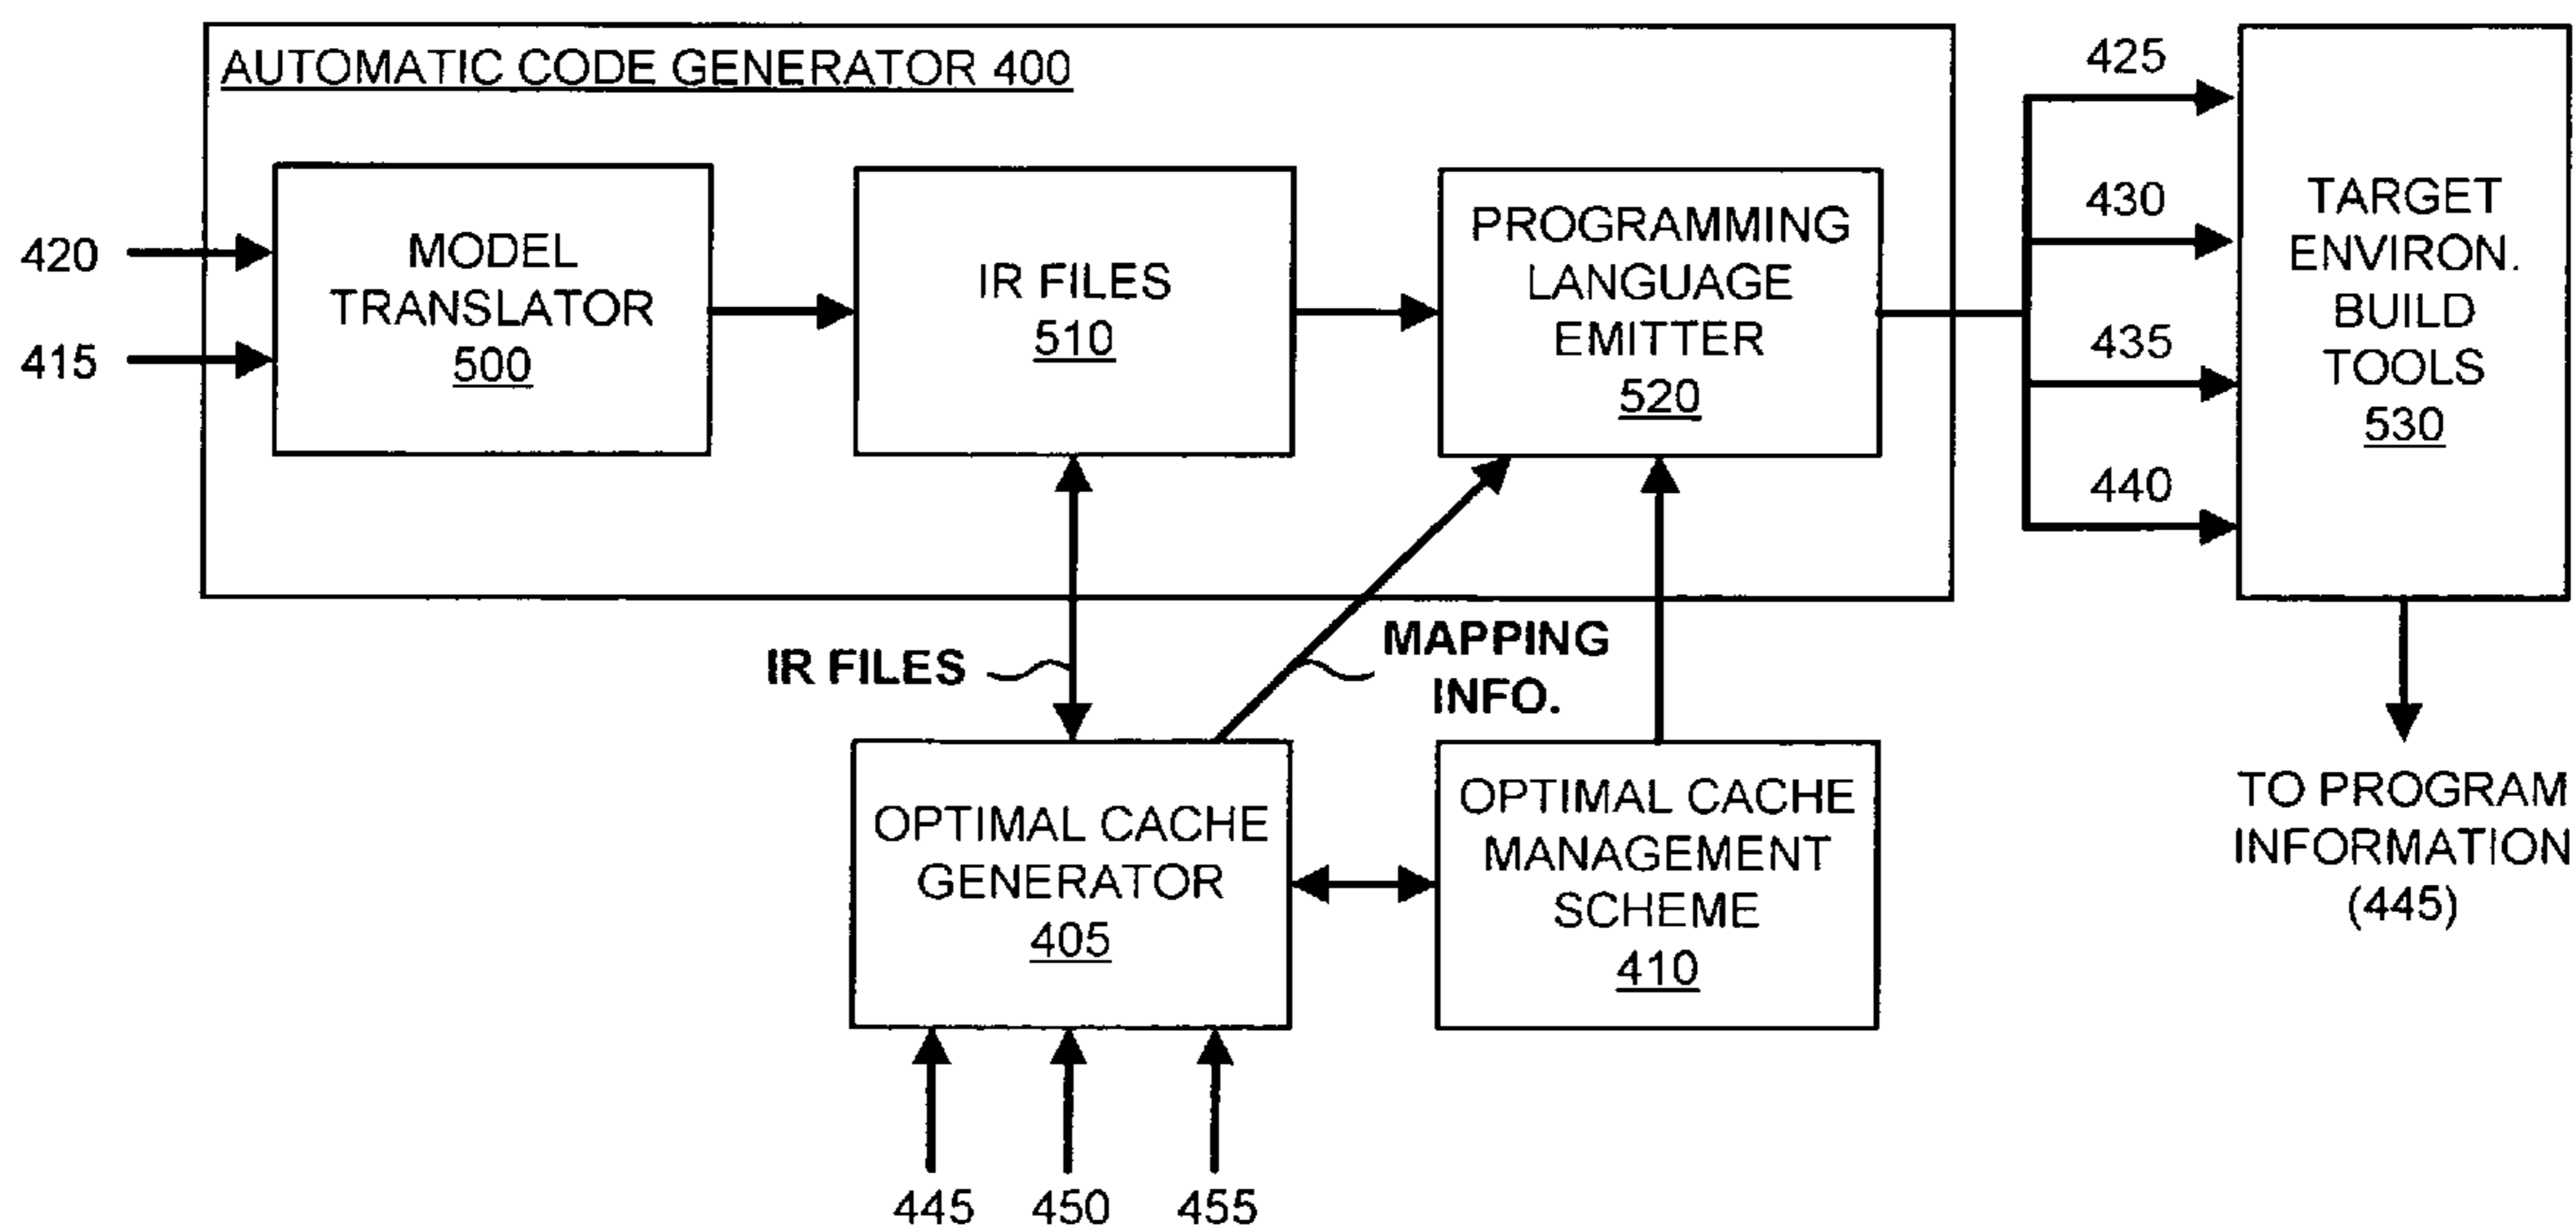 AUTOMATIC CODE GENERATOR 400
420
415
MODEL
TRANSLATOR
500
IR FILES
510
PROGRAMMING
LANGUAGE
EMITTER
520
425
430
435
440
TARGET
ENVIRON.
BUILD
TOOLS
530
IR FILES
MAPPING
INFO.
OPTIMAL CACHE
GENERATOR
405
OPTIMAL CACHE
MANAGEMENT
SCHEME
410
TO PROGRAM
INFORMATION
(445)
445
450
455